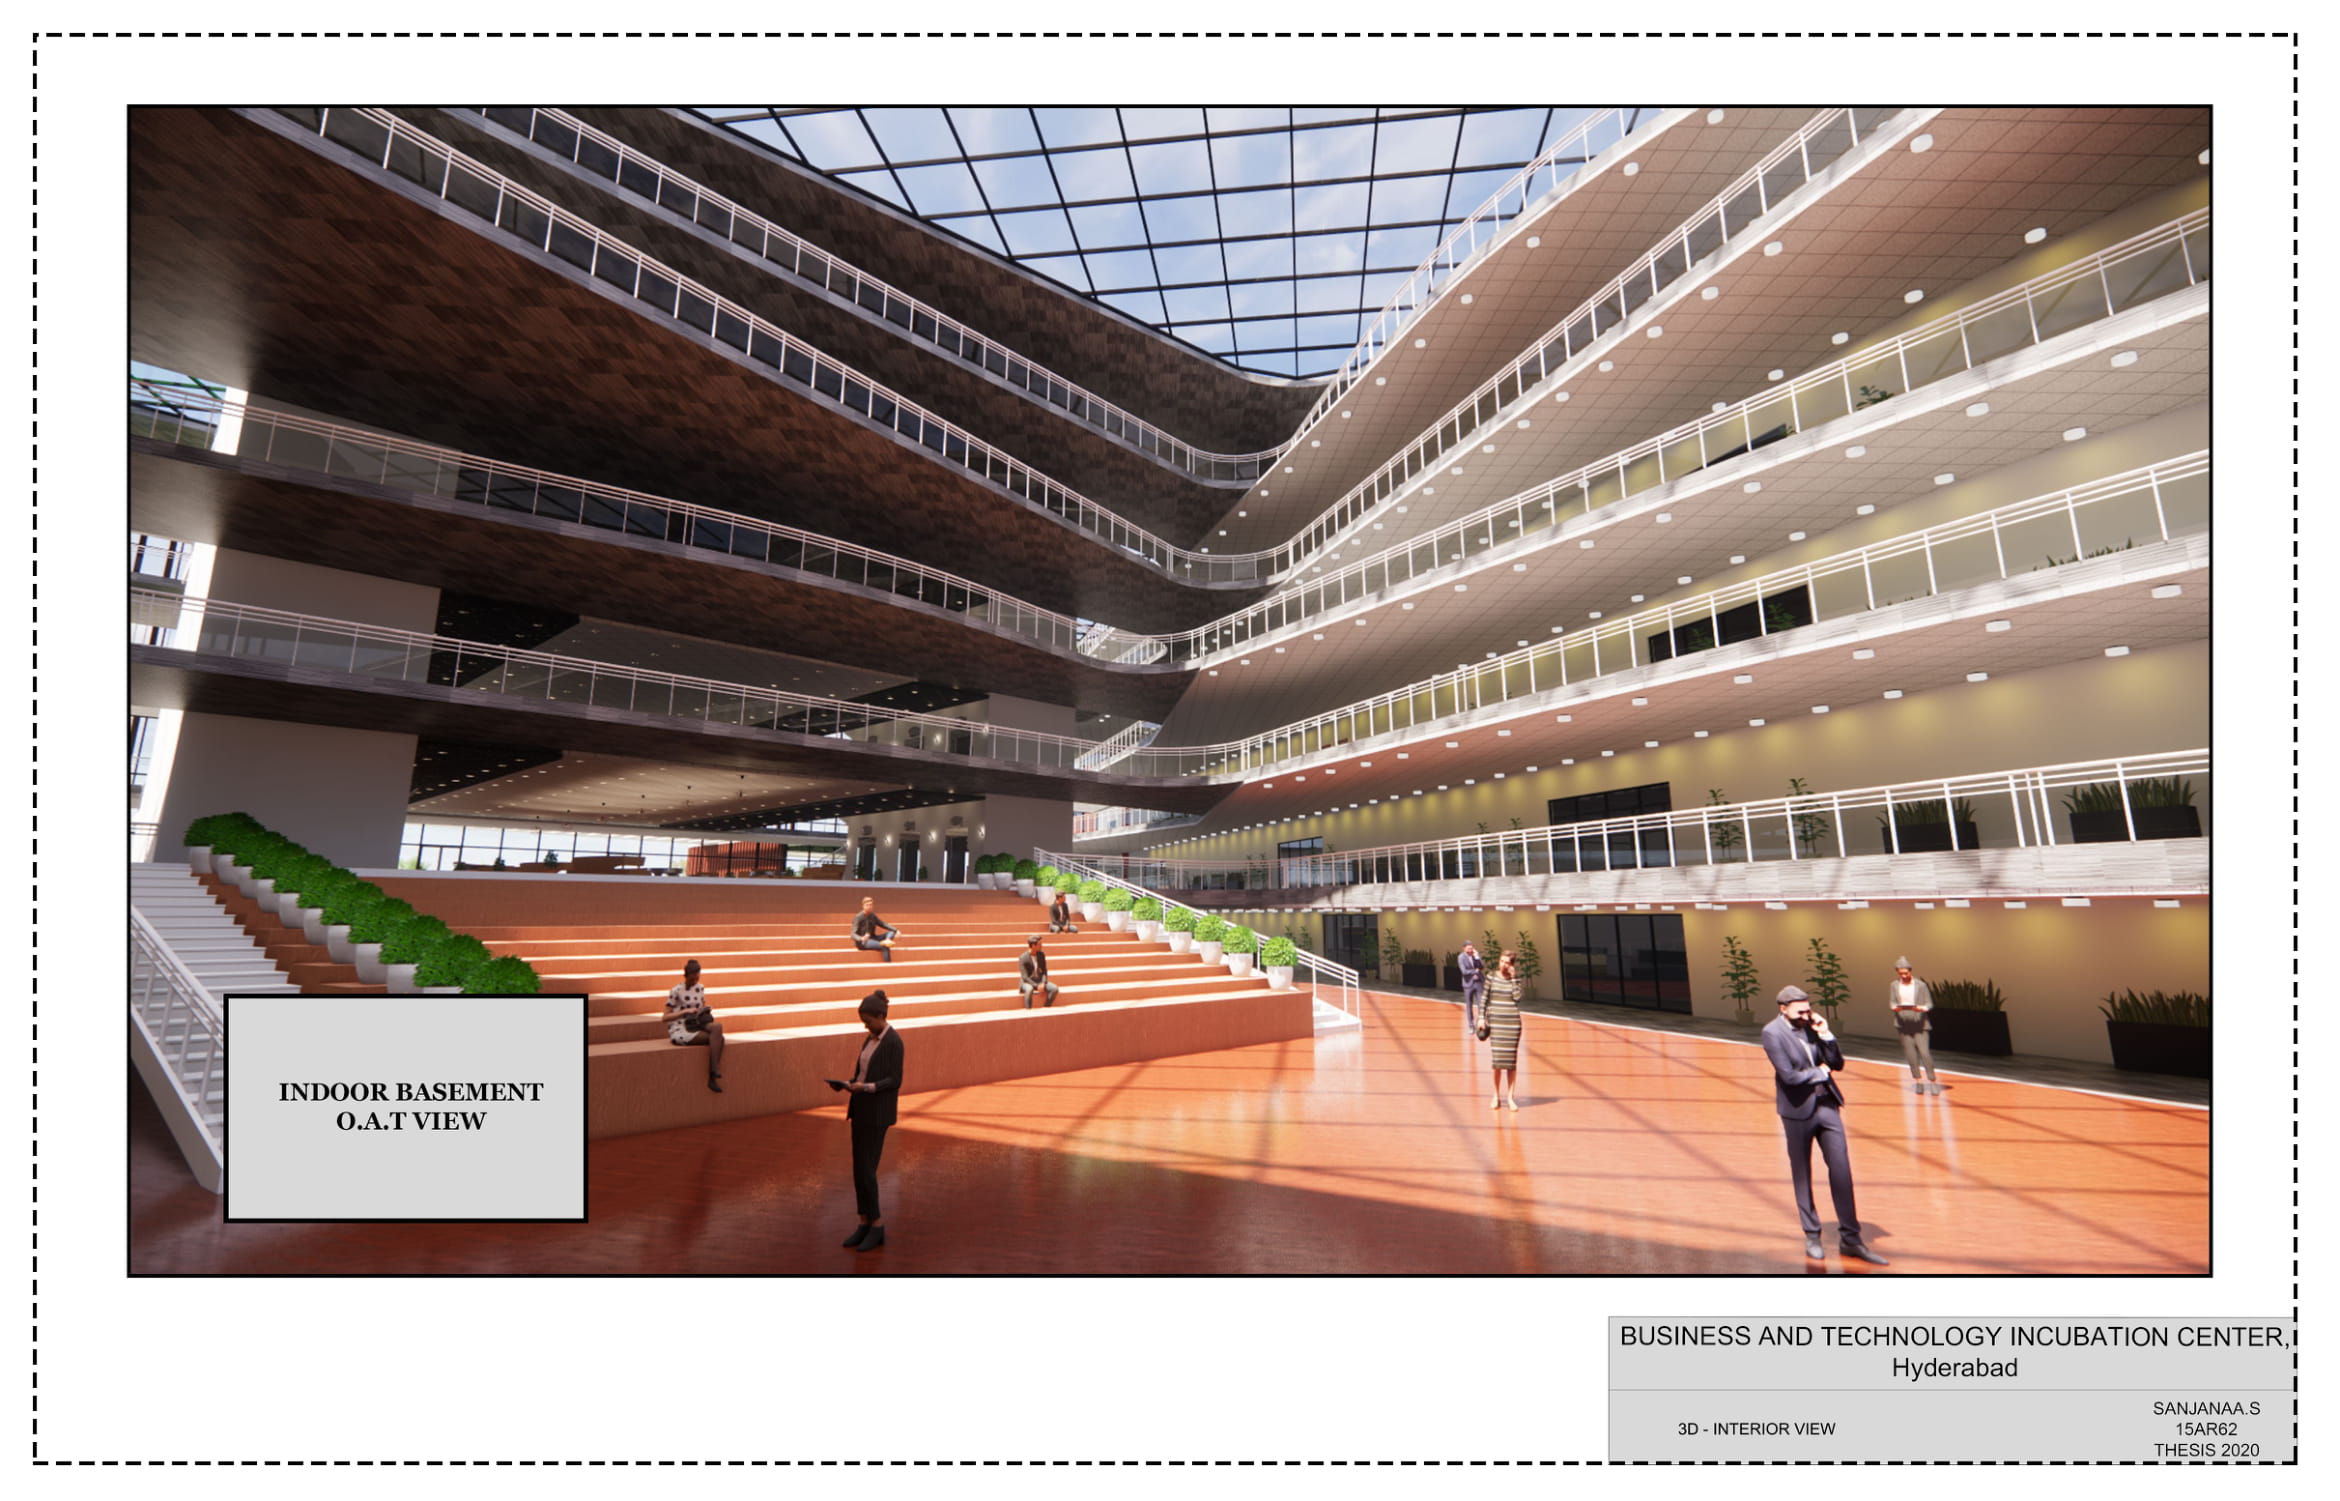 INDOOR BASEMENT
O.A.T VIEW
BUSINESS AND TECHNOLOGY INCUBATION CENTER,
Hyderabad
3D - INTERIOR VIEW
SANJANAA.S
15AR62
THESIS 2020